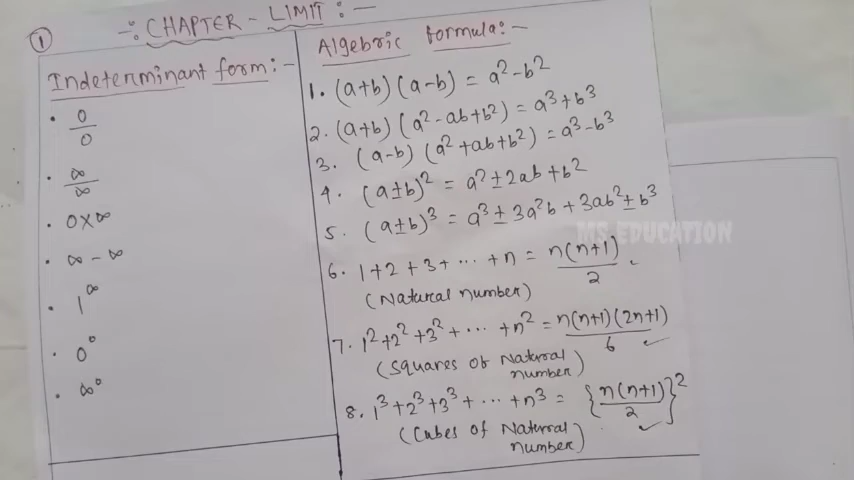 ①
-: CHAPTER - LIMIT :-
Indeterminant form :-
• 0/0
• ∞/∞
• 0×∞
• ∞ - ∞
• 1^∞
• 0⁰
• ∞⁰
Algebric formula :-
1. (a+b) (a-b) = a²-b²
2. (a+b) (a²-ab+b²) = a³+b³
3. (a-b) (a²+ab+b²) = a³-b³
4. (a±b)² = a²±2ab+b²
5. (a±b)³ = a³±3a²b+3ab²±b³
6. 1+2+3+ ... +n = n(n+1)/2
(Natural number)
7. 1²+2²+3²+ ... +n² = n(n+1)(2n+1)/6
(Squares of Natural
number)
8. 1³+2³+3³+ ... +n³ = {n(n+1)/2}²
(Cubes of Natural
number)
MS EDUCATION